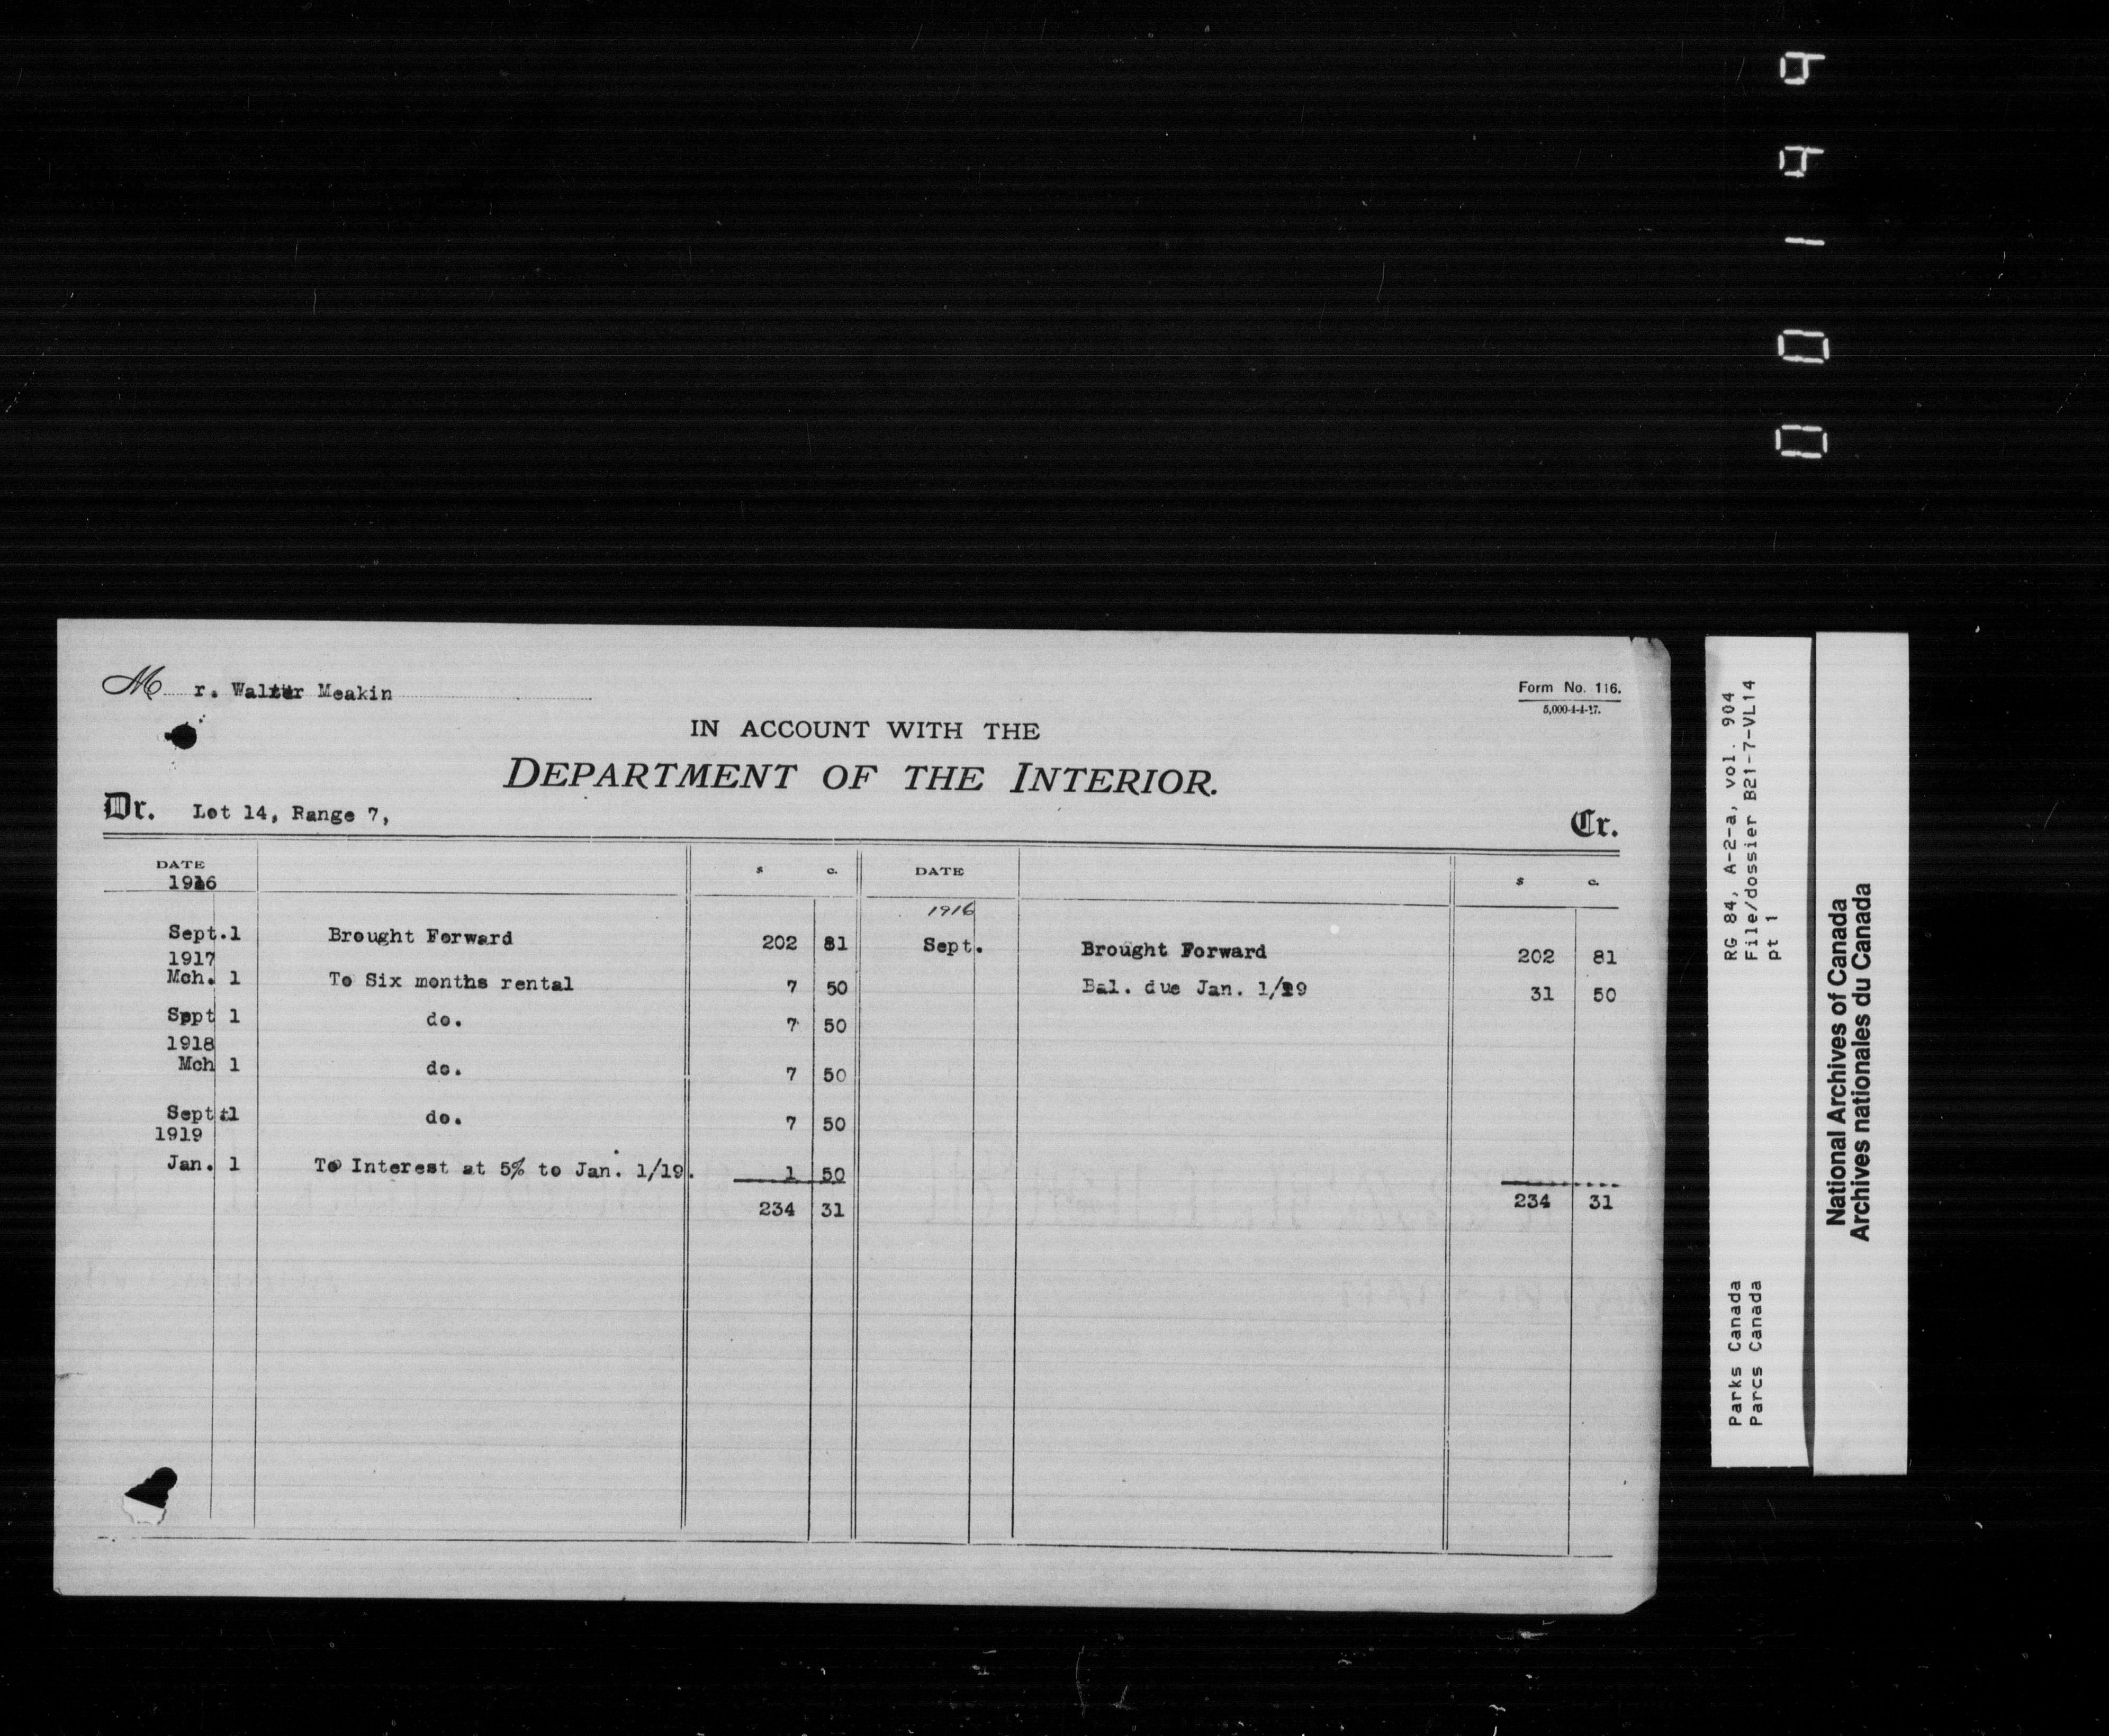 Mr. Walter Meakin
Form No. 116.
5,000-4-4-17.
IN ACCOUNT WITH THE
DEPARTMENT OF THE INTERIOR.
Dr. Lot 14, Range 7, Cr.
DATE $ c. DATE $ c.
1916
1916
Sept.1 Brought Forward 202 81 Sept. Brought Forward 202 81
1917
Mch. 1 To Six months rental 7 50 Bal. due Jan. 1/19 31 50
Sppt 1 do. 7 50
1918
Mch 1 do. 7 50
Sept 1 do. 7 50
1919
Jan. 1 To Interest at 5% to Jan. 1/19. 1 50
234 31 234 31
RG 84, A-2-a, vol. 904
File/dossier B21-7-VL14
pt 1
Parks Canada
Parcs Canada
National Archives of Canada
Archives nationales du Canada